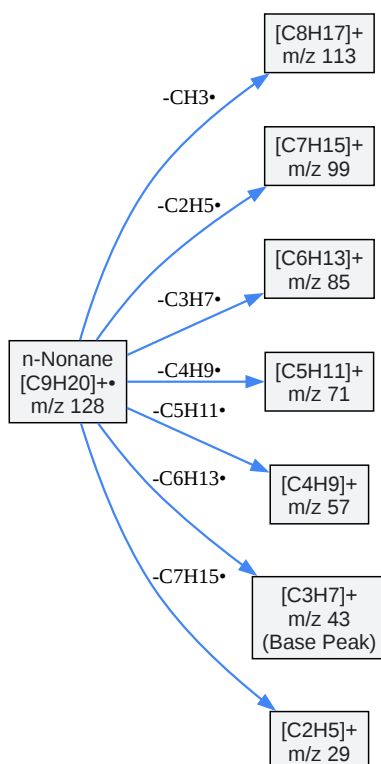 [C8H17]+
m/z 113
-CH3•
[C7H15]+
m/z 99
-C2H5•
[C6H13]+
m/z 85
-C3H7•
n-Nonane
[C9H20]+•
m/z 128
-C4H9•
[C5H11]+
m/z 71
-C5H11•
[C4H9]+
m/z 57
-C6H13•
[C3H7]+
m/z 43
(Base Peak)
-C7H15•
[C2H5]+
m/z 29